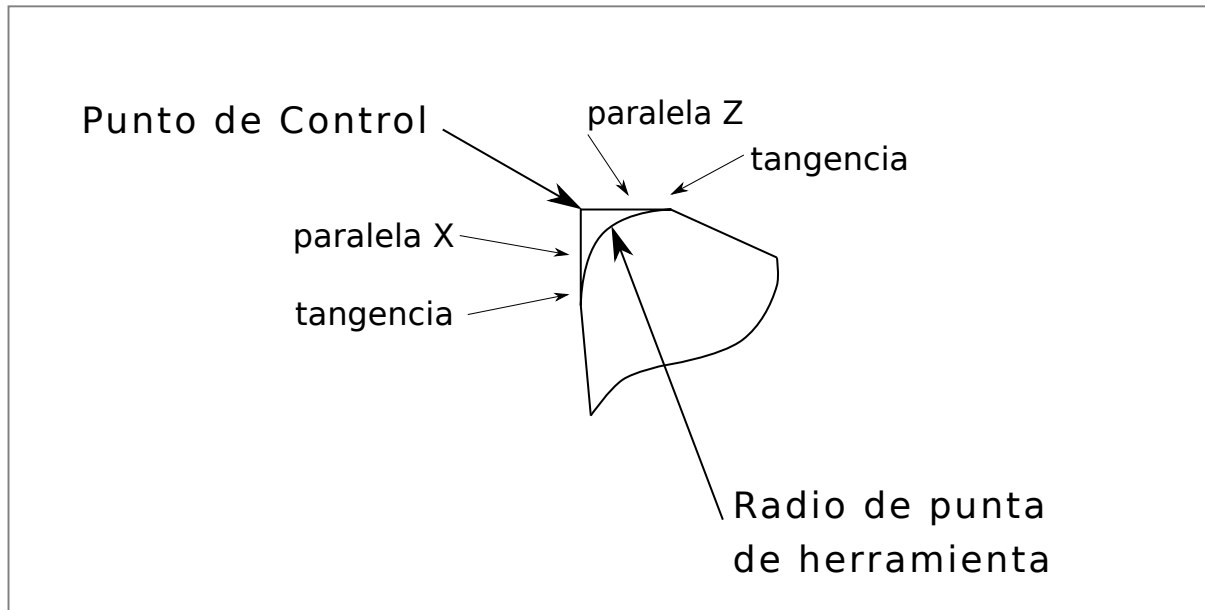 Punto de Control
paralela Z
tangencia
paralela X
tangencia
Radio de punta
de herramienta